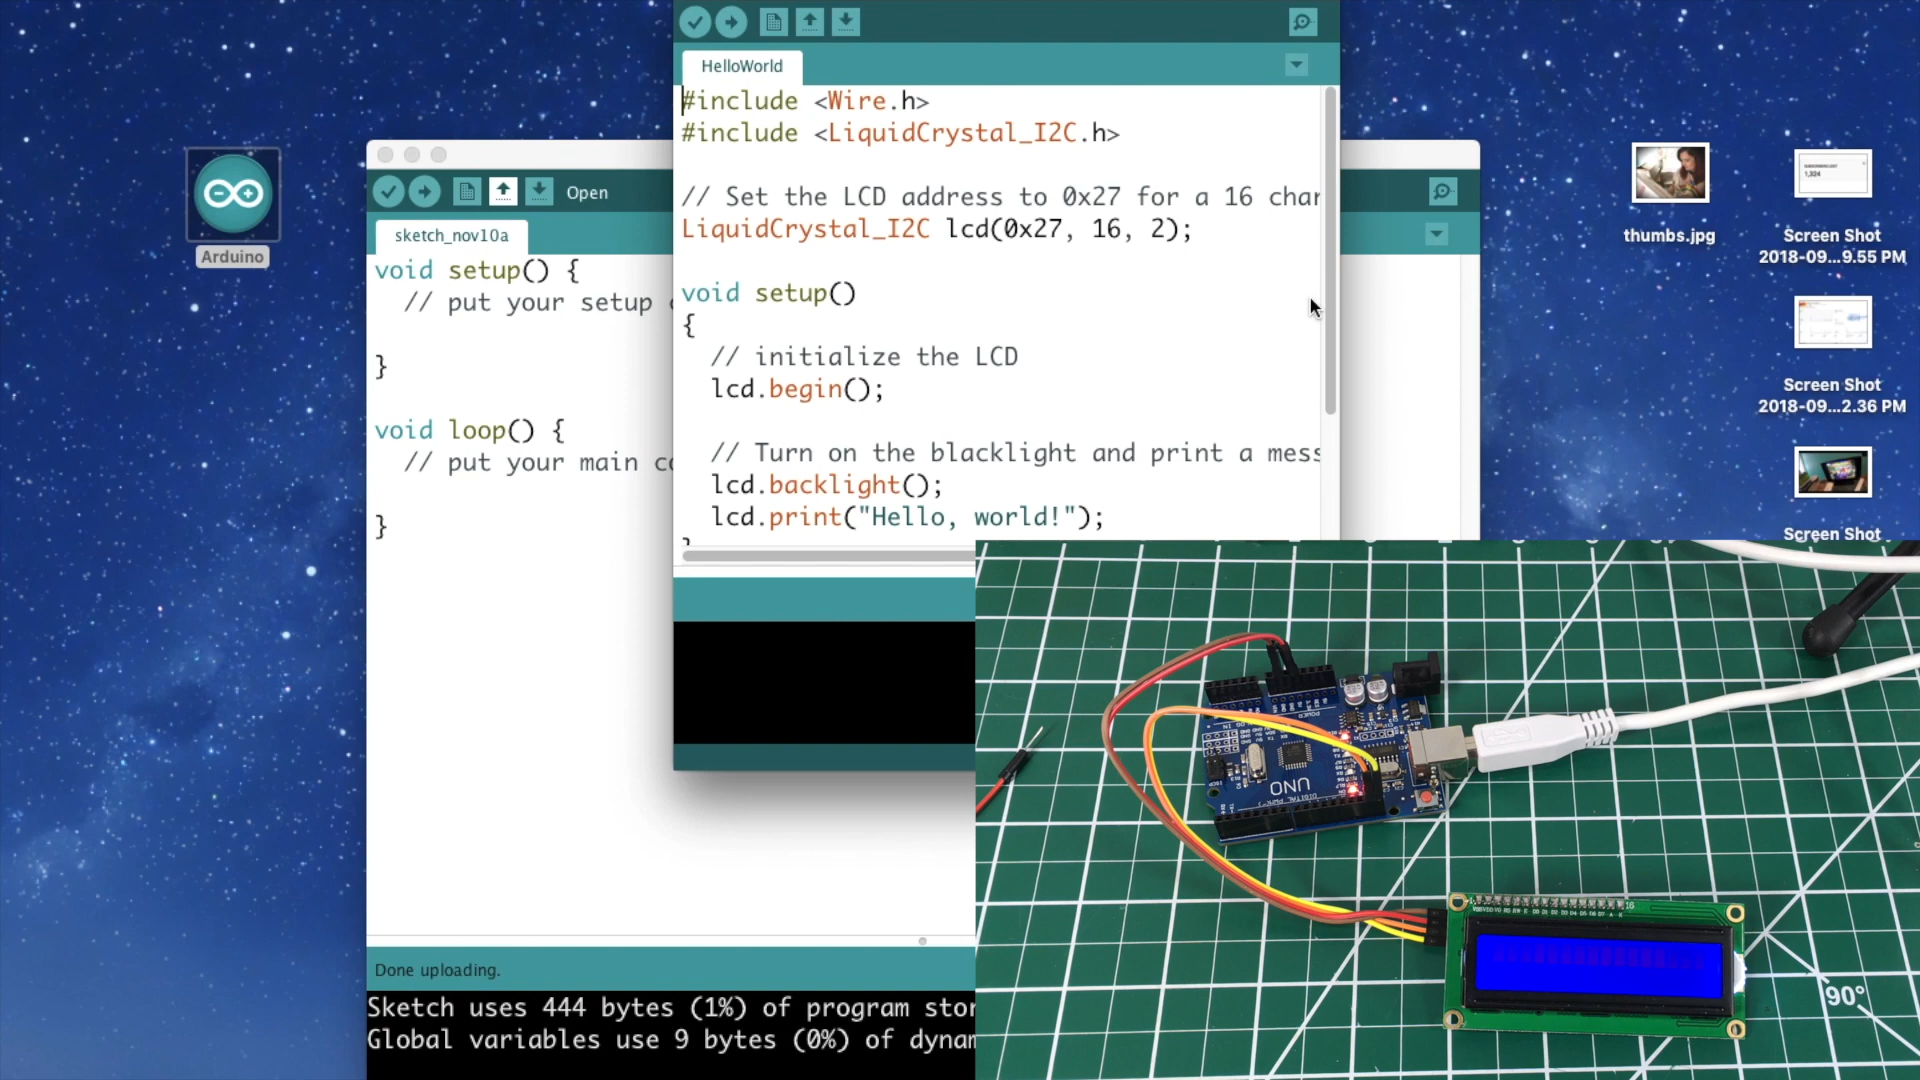 HelloWorld
#include <Wire.h>
#include <LiquidCrystal_I2C.h>
// Set the LCD address to 0x27 for a 16 char
LiquidCrystal_I2C lcd(0x27, 16, 2);
void setup()
{
// initialize the LCD
lcd.begin();
// Turn on the blacklight and print a mess
lcd.backlight();
lcd.print("Hello, world!");
Open
sketch_nov10a
void setup() {
// put your setup
}
void loop() {
// put your main
}
Done uploading.
Sketch uses 444 bytes (1%) of program stor
Global variables use 9 bytes (0%) of dynam
Arduino
thumbs.jpg
Screen Shot
2018-09...9.55 PM
Screen Shot
2018-09...2.36 PM
Screen Shot
UNO
16
90°